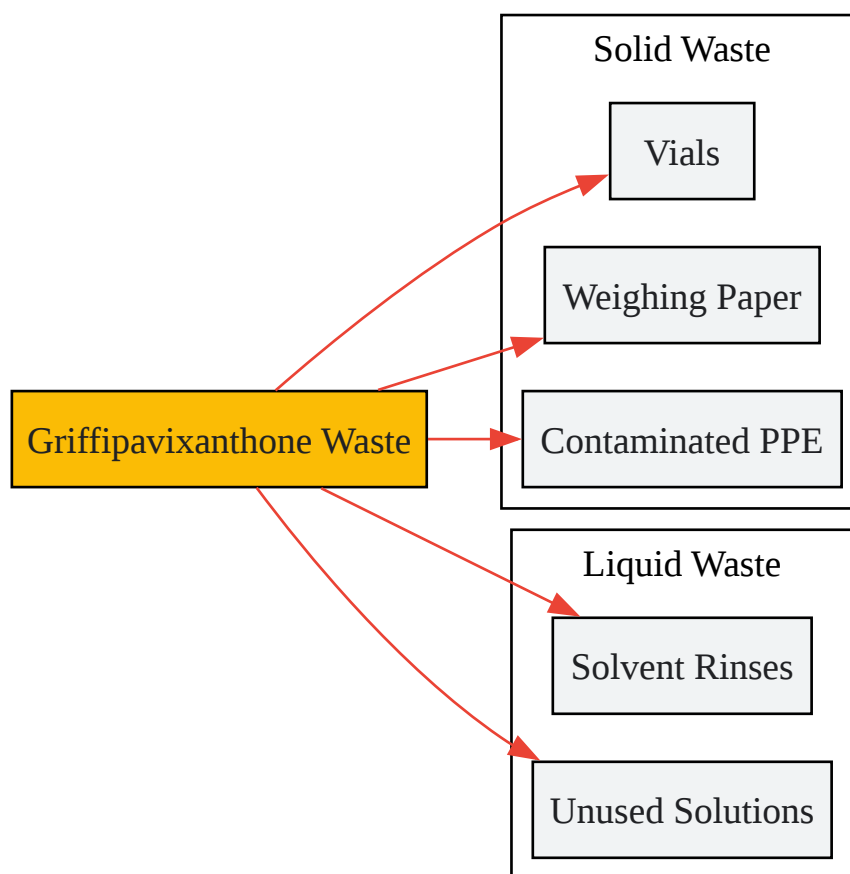 Solid Waste
Vials
Weighing Paper
Griffipavixanthone Waste
Contaminated PPE
Liquid Waste
Solvent Rinses
Unused Solutions